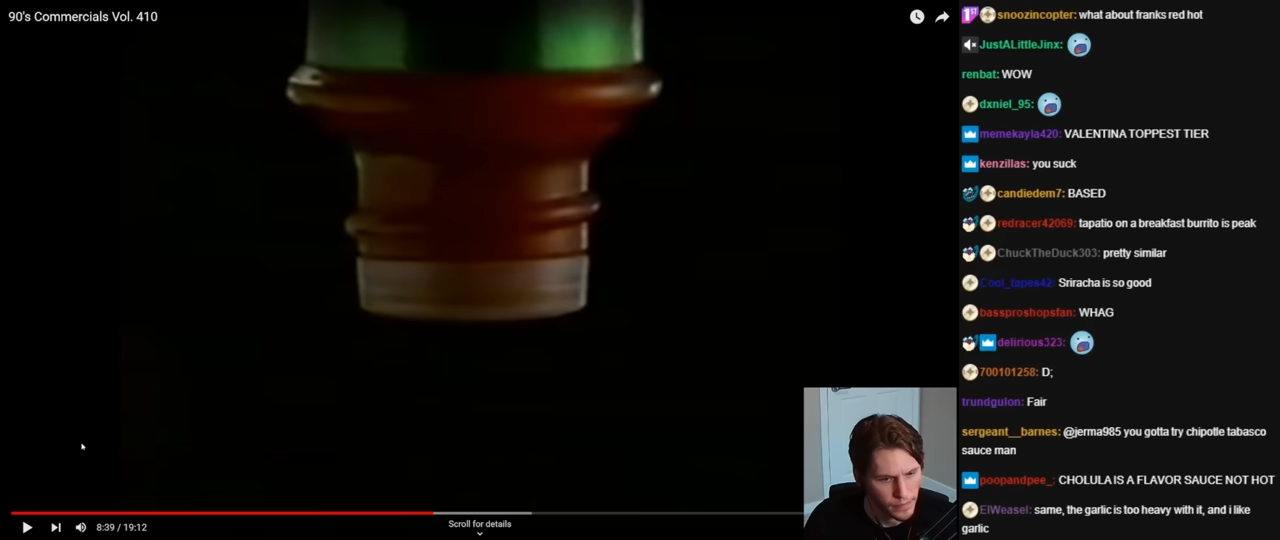 90's Commercials Vol. 410
snoozincopter: what about franks red hot
JustALittleJinx:
renbat: WOW
dxniel_95:
memekayla420: VALENTINA TOPPEST TIER
kenzillas: you suck
candiedem7: BASED
redracer42069: tapatio on a breakfast burrito is peak
ChuckTheDuck303: pretty similar
Cool_tapes42: Sriracha is so good
bassproshopsfan: WHAG
delirious323:
700101258: D;
trundgulon: Fair
sergeant__barnes: @jerma985 you gotta try chipotle tabasco
sauce man
poopandpee_: CHOLULA IS A FLAVOR SAUCE NOT HOT
ElWeasel: same, the garlic is too heavy with it, and i like
garlic
8:39 / 19:12
Scroll for details